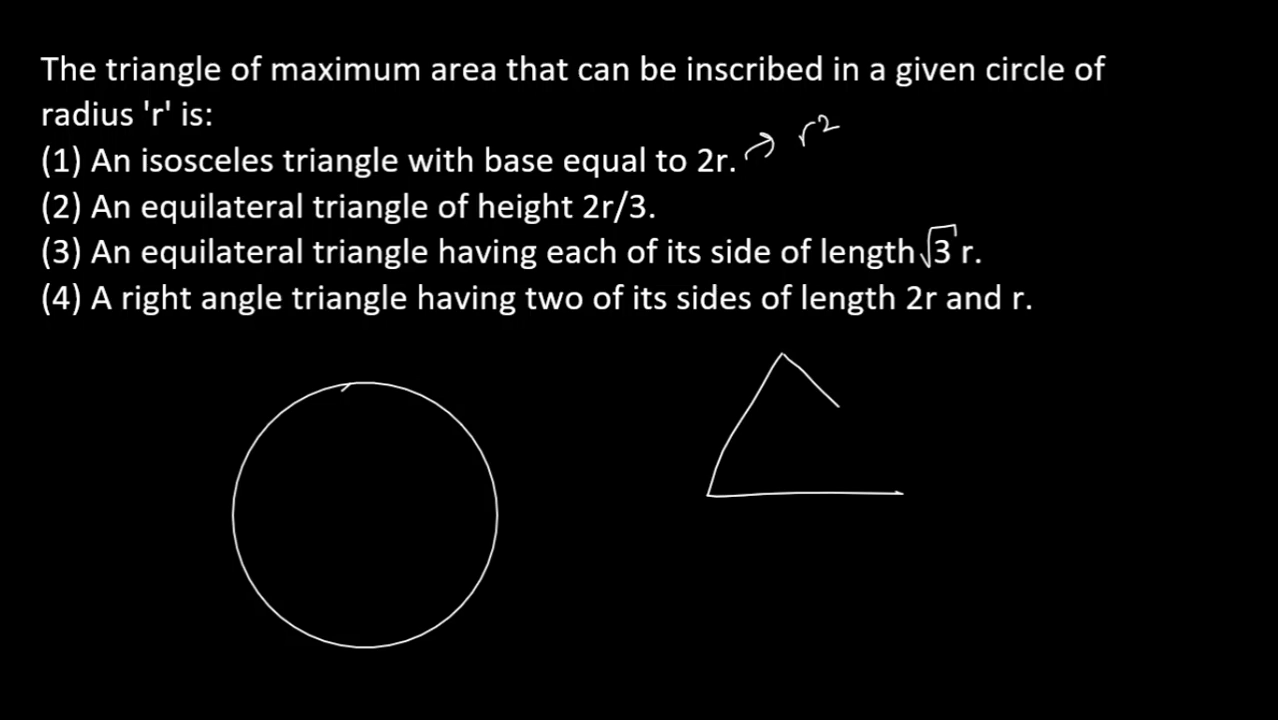 The triangle of maximum area that can be inscribed in a given circle of
radius 'r' is:
(1) An isosceles triangle with base equal to 2r. → r²
(2) An equilateral triangle of height 2r/3.
(3) An equilateral triangle having each of its side of length √3 r.
(4) A right angle triangle having two of its sides of length 2r and r.